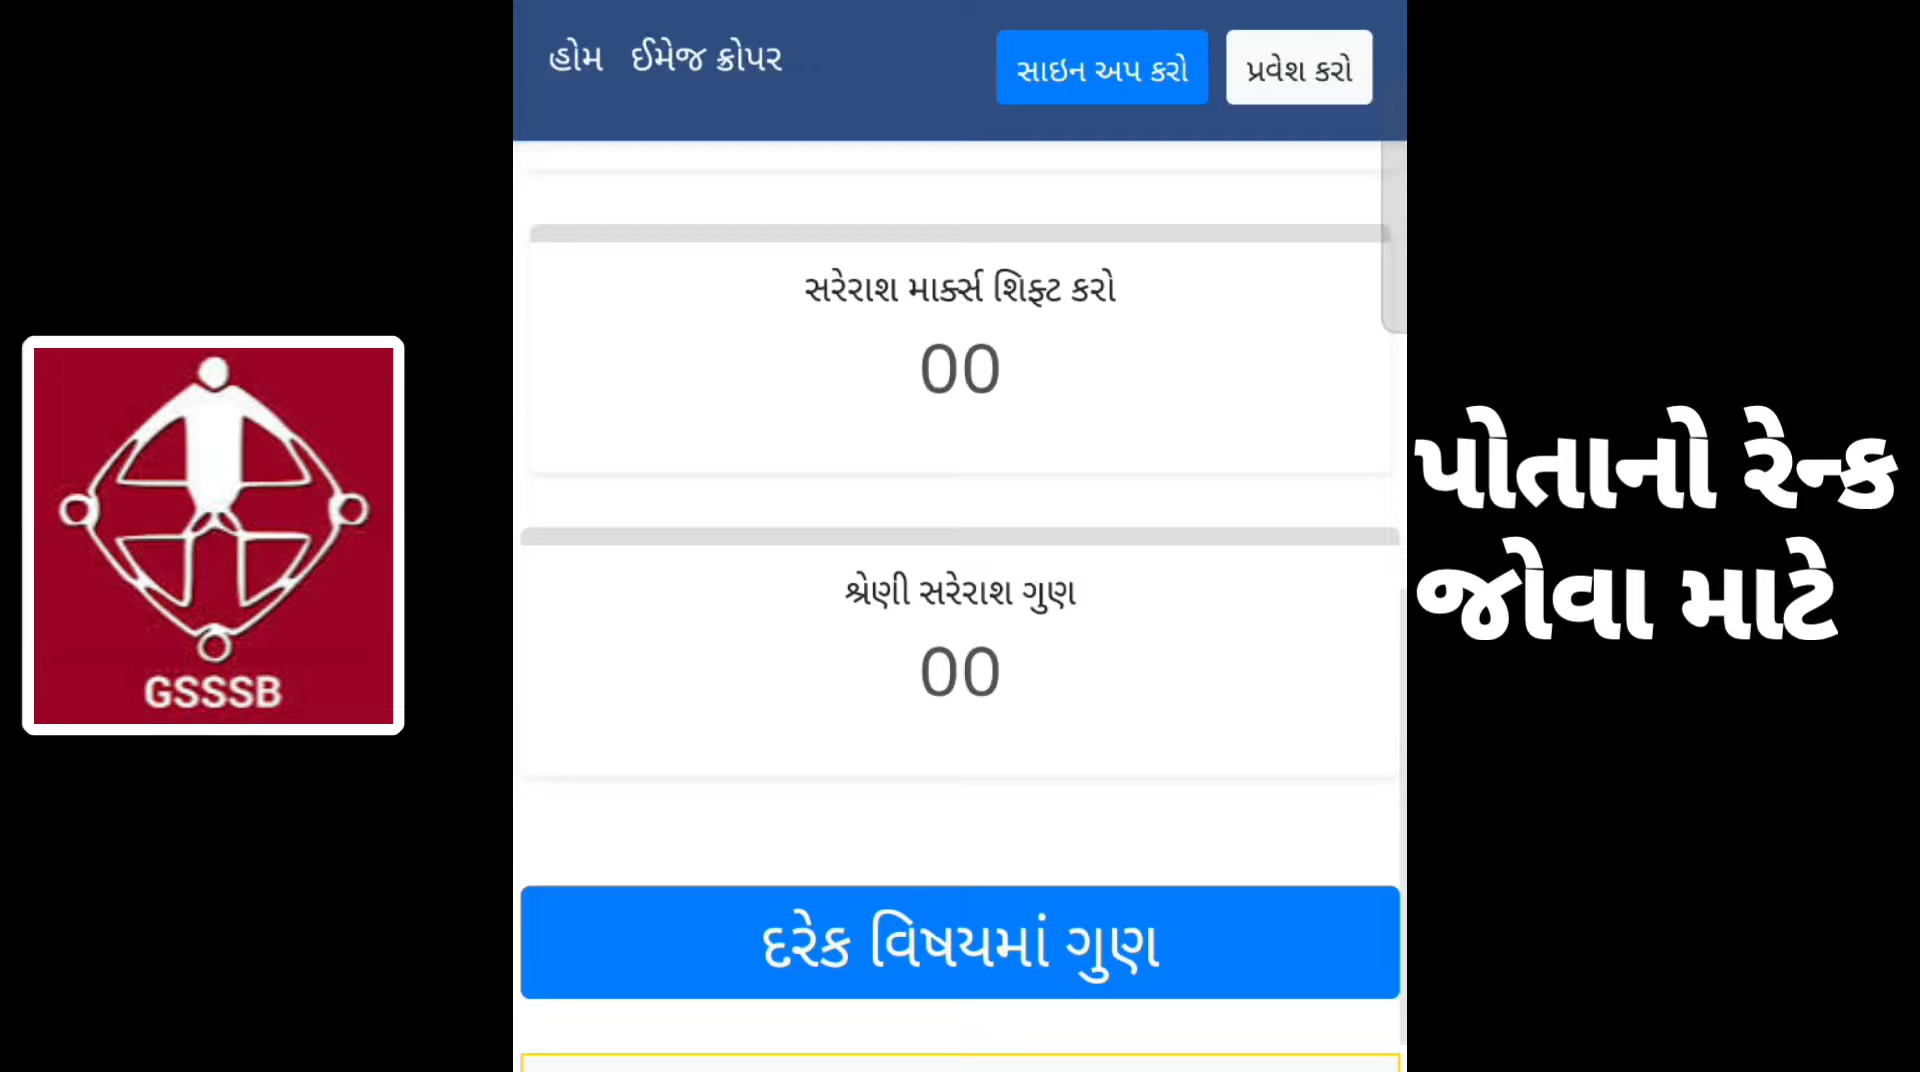 હોમ ઈમેજ ક્રોપર
સાઇન અપ કરો
પ્રવેશ કરો
સરેરાશ માર્ક્સ શિફ્ટ કરો
00
શ્રેણી સરેરાશ ગુણ
00
દરેક વિષયમાં ગુણ
GSSSB
પોતાનો રેન્ક
જોવા માટે